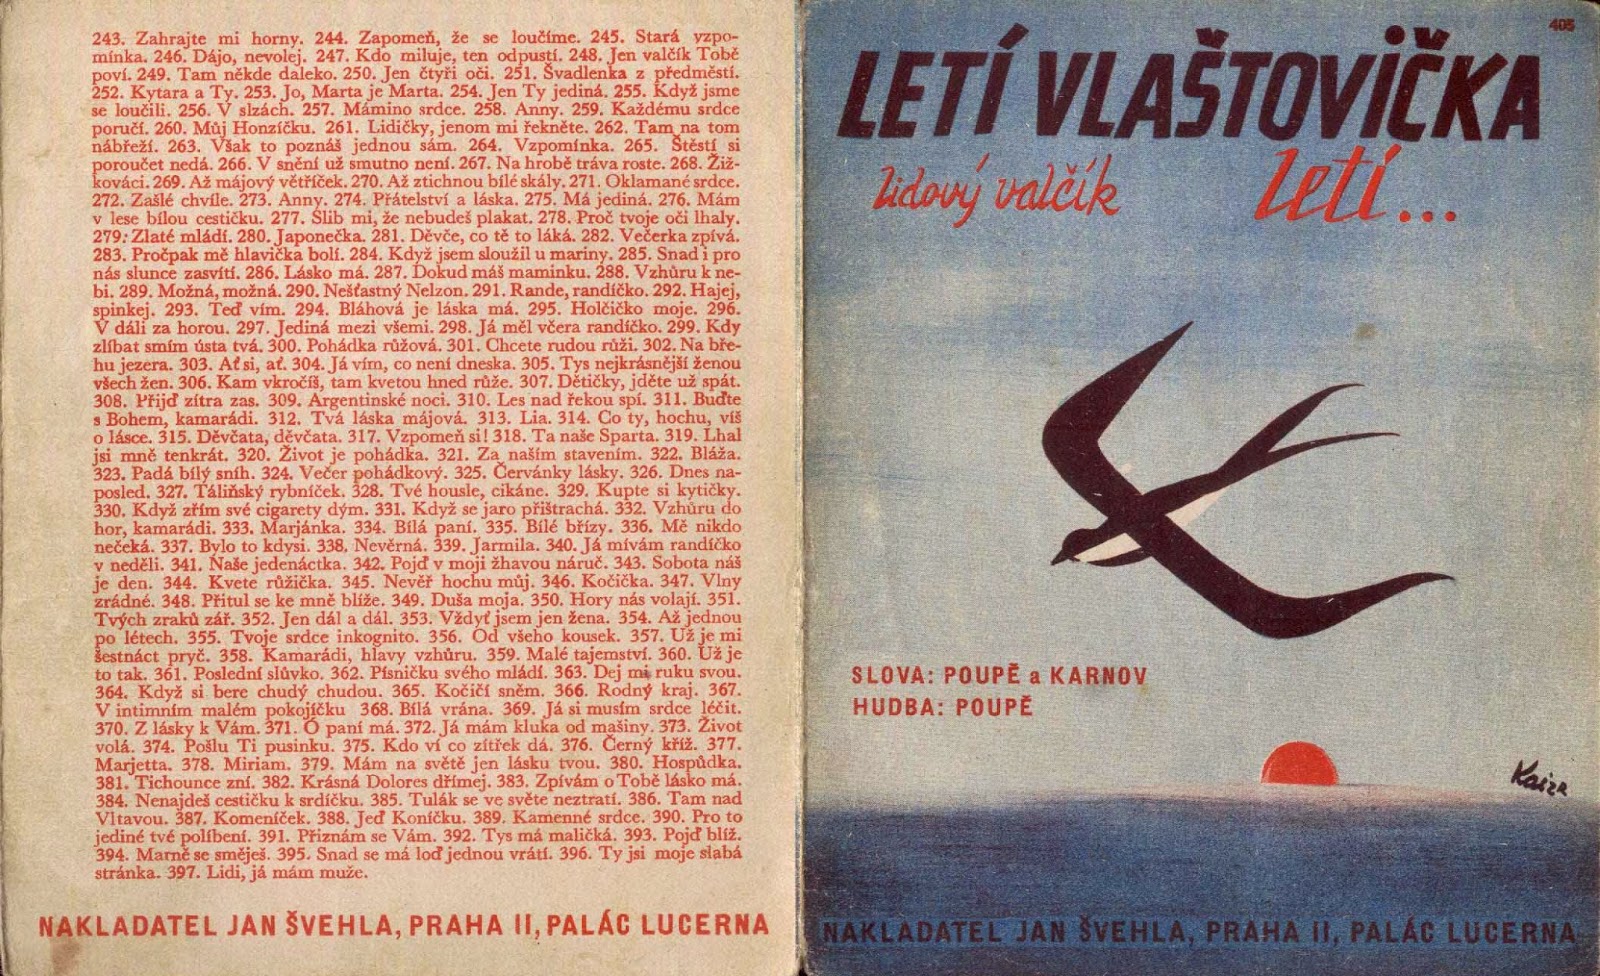 243. Zahrajte mi horny. 244. Zapomeň, že se loučíme. 245. Stará vzpo-
mínka. 246. Dájo, nevolej. 247. Kdo miluje, ten odpustí. 248. Jen valčík Tobě
poví. 249. Tam někde daleko. 250. Jen čtyři oči. 251. Švadlenka z předměstí.
252. Kytara a Ty. 253. Jo, Marta je Marta. 254. Jen Ty jediná. 255. Když jsme
se loučili. 256. V slzách. 257. Mámino srdce. 258. Anny. 259. Každému srdce
poručí. 260. Můj Honzíčku. 261. Lidičky, jenom mi řekněte. 262. Tam na tom
nábřeží. 263. Však to poznáš jednou sám. 264. Vzpomínka. 265. Štěstí si
poroučet nedá. 266. V snění už smutno není. 267. Na hrobě tráva roste. 268. Žiž-
kováci. 269. Až májový větříček. 270. Až ztichnou bílé skály. 271. Oklamané srdce.
272. Zašlé chvíle. 273. Anny. 274. Přátelství a láska. 275. Má jediná. 276. Mám
v lese bílou cestičku. 277. Slib mi, že nebudeš plakat. 278. Proč tvoje oči lhaly.
279. Zlaté mládí. 280. Japonečka. 281. Děvče, co tě to láká. 282. Večerka zpívá.
283. Pročpak mě hlavička bolí. 284. Když jsem sloužil u mariny. 285. Snad i pro
nás slunce zasvítí. 286. Lásko má. 287. Dokud máš maminku. 288. Vzhůru k ne-
bi. 289. Možná, možná. 290. Nešťastný Nelzon. 291. Rande, randíčko. 292. Hajej,
spinkej. 293. Teď vím. 294. Bláhová je láska má. 295. Holčičko moje. 296.
V dáli za horou. 297. Jediná mezi všemi. 298. Já měl včera randíčko. 299. Kdy
zlíbat smím ústa tvá. 300. Pohádka růžová. 301. Chcete rudou růži. 302. Na bře-
hu jezera. 303. Ať si, ať. 304. Já vím, co není dneska. 305. Tys nejkrásnější ženou
všech žen. 306. Kam vkročíš, tam kvetou hned růže. 307. Dětičky, jděte už spát.
308. Přijď zítra zas. 309. Argentinské noci. 310. Les nad řekou spí. 311. Buďte
s Bohem, kamarádi. 312. Tvá láska májová. 313. Lia. 314. Co ty, hochu, víš
o lásce. 315. Děvčata, děvčata. 317. Vzpomeň si! 318. Ta naše Sparta. 319. Lhal
jsi mně tenkrát. 320. Život je pohádka. 321. Za naším stavením. 322. Bláža.
323. Padá bílý sníh. 324. Večer pohádkový. 325. Červánky lásky. 326. Dnes na-
posled. 327. Táliňský rybníček. 328. Tvé housle, cikáne. 329. Kupte si kytičky.
330. Když zřím své cigarety dým. 331. Když se jaro přištrachá. 332. Vzhůru do
hor, kamarádi. 333. Marjánka. 334. Bílá paní. 335. Bílé břízy. 336. Mě nikdo
nečeká. 337. Bylo to kdysi. 338. Nevěrná. 339. Jarmila. 340. Já mívám randíčko
v neděli. 341. Naše jedenáctka. 342. Pojď v moji žhavou náruč. 343. Sobota náš
je den. 344. Kvete růžička. 345. Nevěř hochu můj. 346. Kočička. 347. Vlny
zrádné. 348. Přitul se ke mně blíže. 349. Duša moja. 350. Hory nás volají. 351.
Tvých zraků zář. 352. Jen dál a dál. 353. Vždyť jsem jen žena. 354. Až jednou
po létech. 355. Tvoje srdce inkognito. 356. Od všeho kousek. 357. Už je mi
šestnáct pryč. 358. Kamarádi, hlavy vzhůru. 359. Malé tajemství. 360. Už je
to tak. 361. Poslední slůvko. 362. Písničku svého mládí. 363. Dej mi ruku svou.
364. Když si bere chudý chudou. 365. Kočičí sněm. 366. Rodný kraj. 367.
V intimním malém pokojíčku 368. Bílá vrána. 369. Já si musím srdce léčit.
370. Z lásky k Vám. 371. Ó paní má. 372. Já mám kluka od mašiny. 373. Život
volá. 374. Pošlu Ti pusinku. 375. Kdo ví co zítřek dá. 376. Černý kříž. 377.
Marjetta. 378. Miriam. 379. Mám na světě jen lásku tvou. 380. Hospůdka.
381. Tichounce zní. 382. Krásná Dolores dřímej. 383. Zpívám o Tobě lásko má.
384. Nenajdeš cestičku k srdíčku. 385. Tulák se ve světe neztratí. 386. Tam nad
Vltavou. 387. Komeníček. 388. Jeď Koníčku. 389. Kamenné srdce. 390. Pro to
jediné tvé políbení. 391. Přiznám se Vám. 392. Tys má maličká. 393. Pojď blíž.
394. Marně se směješ. 395. Snad se má loď jednou vrátí. 396. Ty jsi moje slabá
stránka. 397. Lidi, já mám muže.
NAKLADATEL JAN ŠVEHLA, PRAHA II, PALÁC LUCERNA
405
LETÍ VLAŠTOVIČKA
lidový valčík letí...
SLOVA: POUPĚ a KARNOV
HUDBA: POUPĚ
Kaizr
NAKLADATEL JAN ŠVEHLA, PRAHA II, PALÁC LUCERNA